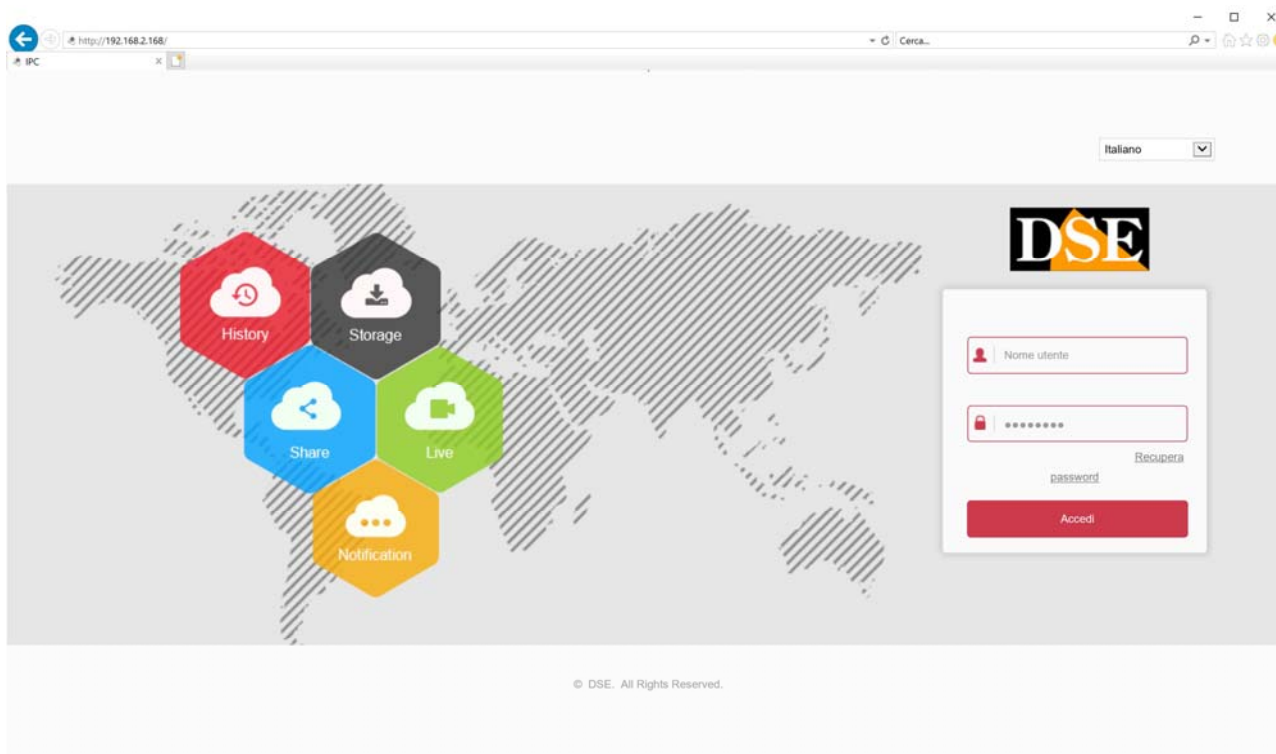 http://192.168.2.168/
Cerca...
IPC
Italiano
DSE
History
Storage
Nome utente
Share
Live
Recupera
password
Accedi
Notification
© DSE. All Rights Reserved.